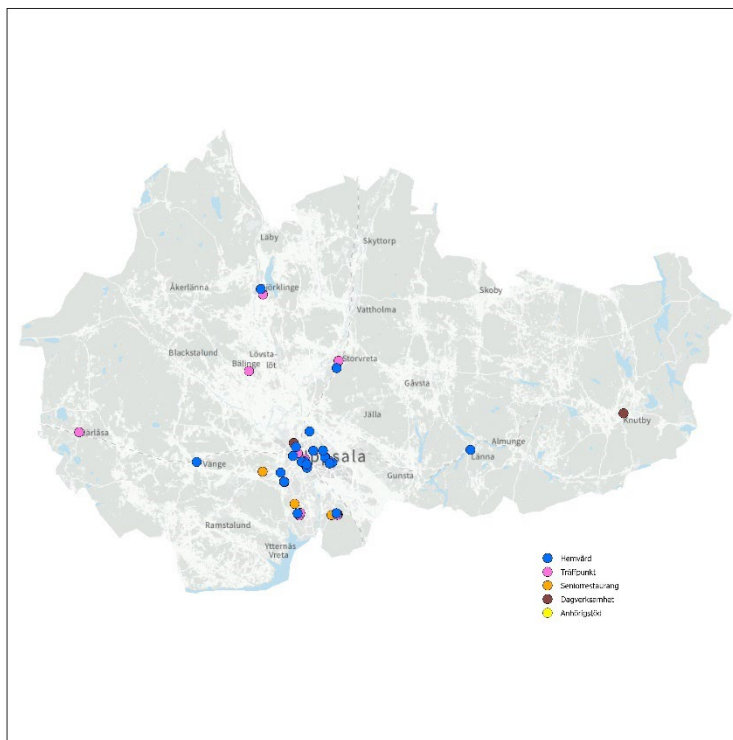 Läby
Skyttorp
Åkerlänna
Björklinge
Skoby
Vattholma
Blackstalund
Lövsta-
löt
Bälinge
Storvreta
Gåvsta
Jälla
Knutby
Järlåsa
Almunge
Uppsala
Vänge
Länna
Gunsta
Ramstalund
Ytternäs
Vreta
Hemvård
Träffpunkt
Seniorrestaurang
Dagverksamhet
Anhörigstöd